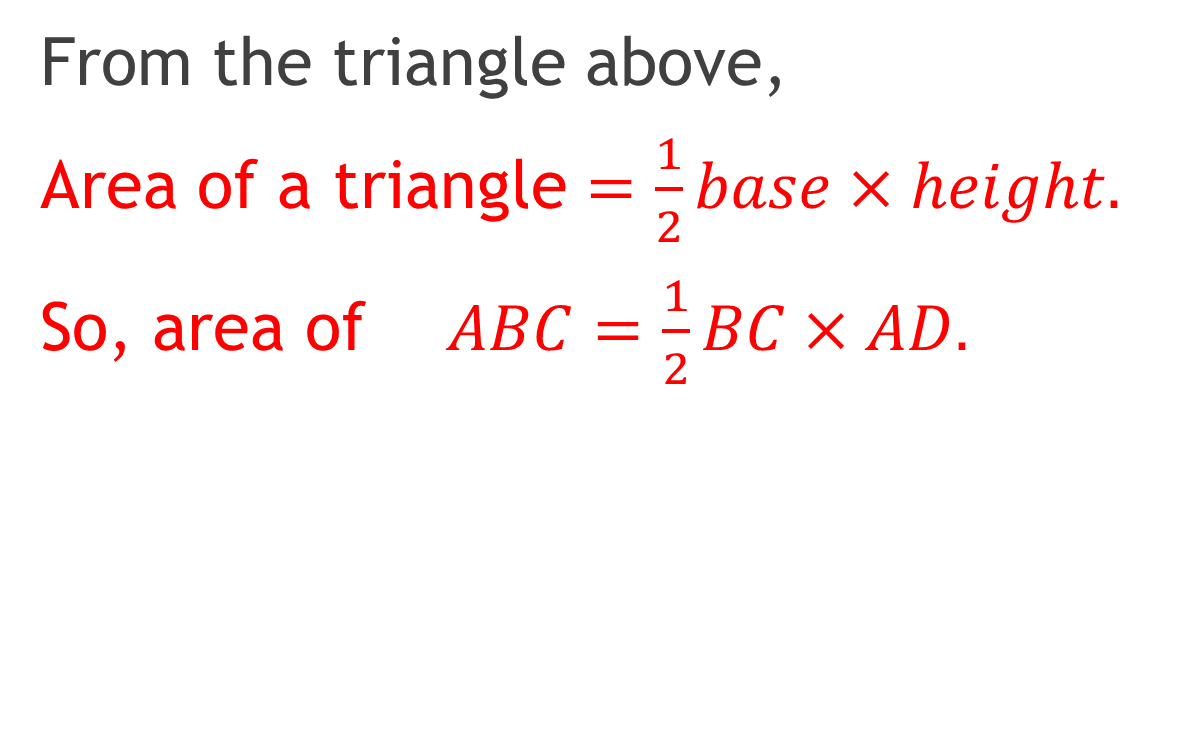 From the triangle above,
Area of a triangle = 1/2 base × height.
So, area of ABC = 1/2 BC × AD.